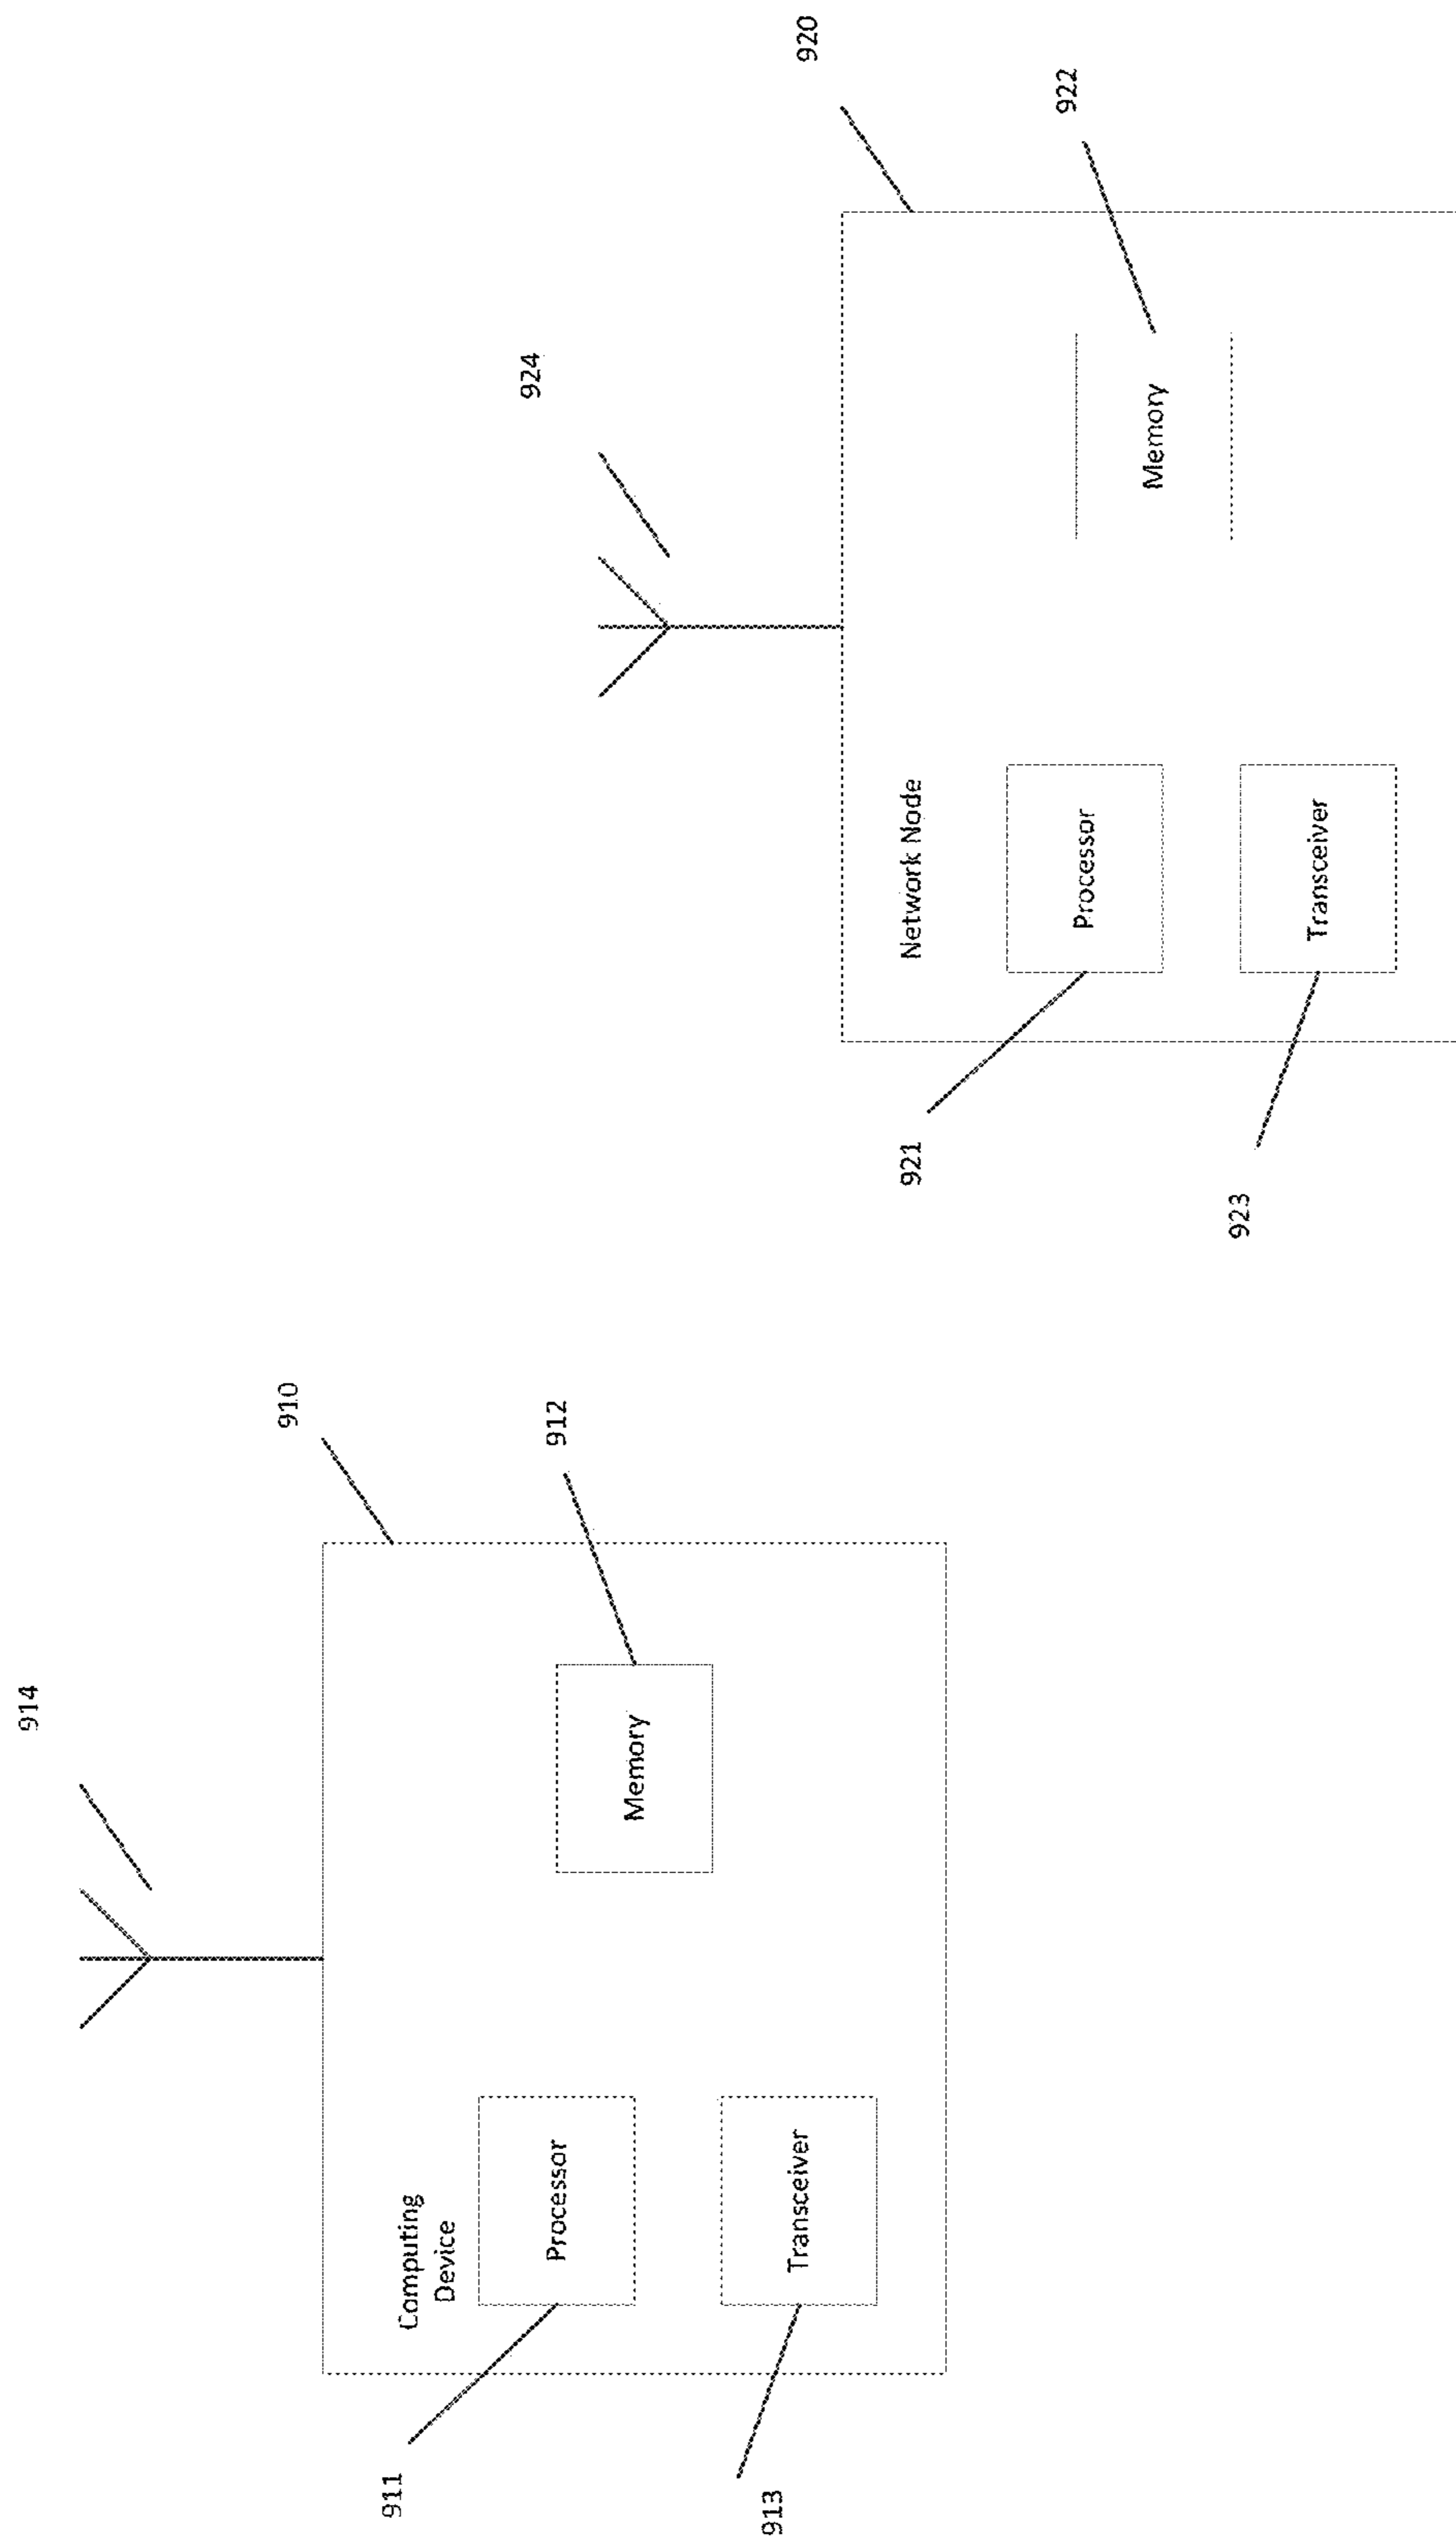 914
910
Computing
Device
912
Processor
Memory
911
Transceiver
913
924
920
922
Network Node
Processor
Memory
921
Transceiver
923